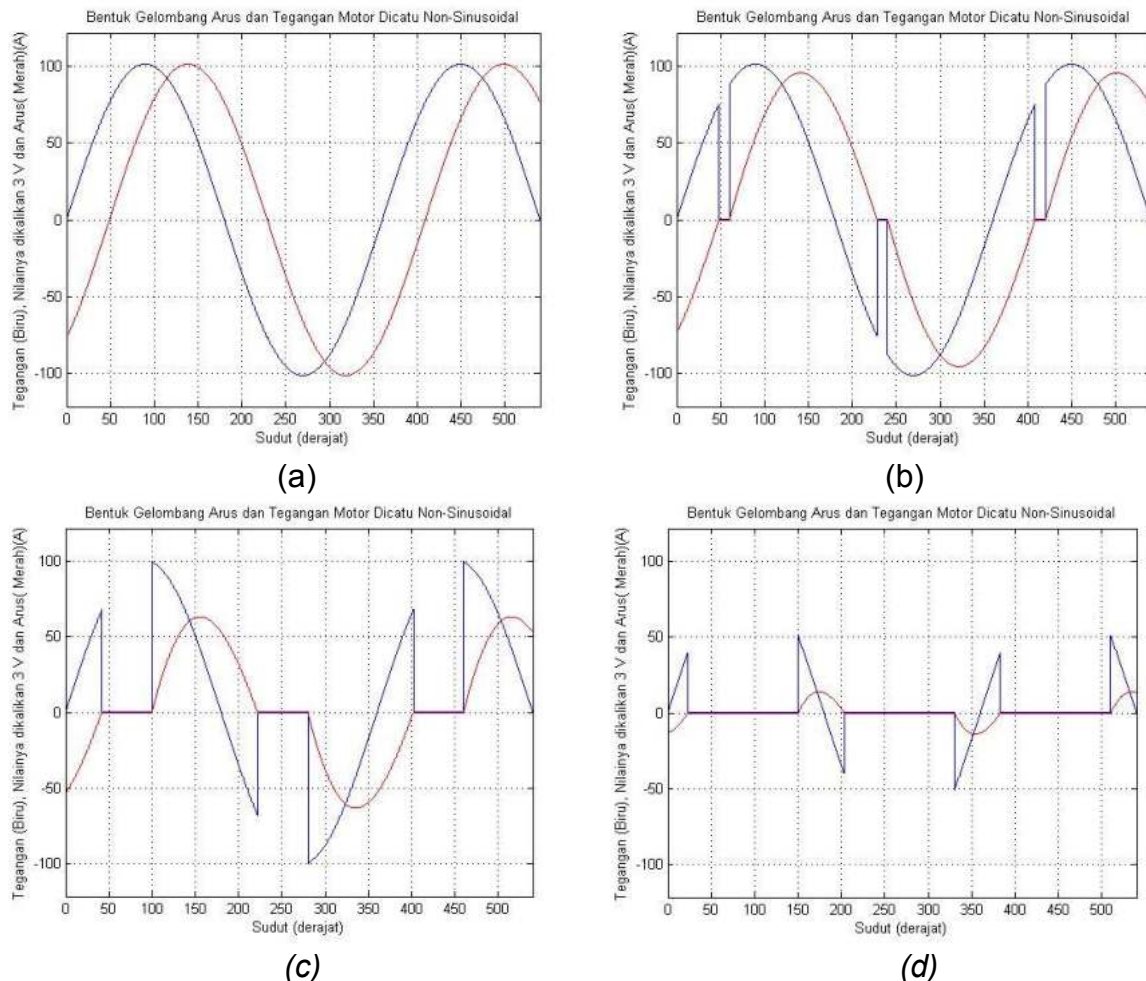 Bentuk Gelombang Arus dan Tegangan Motor Dicatu Non-Sinusoidal
Tegangan (Biru), Nilainya dikalikan 3 V dan Arus( Merah)(A)
100
50
0
-50
-100
0 50 100 150 200 250 300 350 400 450 500
Sudut (derajat)
(a)
Bentuk Gelombang Arus dan Tegangan Motor Dicatu Non-Sinusoidal
Tegangan (Biru), Nilainya dikalikan 3 V dan Arus( Merah)(A)
100
50
0
-50
-100
0 50 100 150 200 250 300 350 400 450 500
Sudut (derajat)
(b)
Bentuk Gelombang Arus dan Tegangan Motor Dicatu Non-Sinusoidal
Tegangan (Biru), Nilainya dikalikan 3 V dan Arus( Merah)(A)
100
50
0
-50
-100
0 50 100 150 200 250 300 350 400 450 500
Sudut (derajat)
(c)
Bentuk Gelombang Arus dan Tegangan Motor Dicatu Non-Sinusoidal
Tegangan (Biru), Nilainya dikalikan 3 V dan Arus( Merah)(A)
100
50
0
-50
-100
0 50 100 150 200 250 300 350 400 450 500
Sudut (derajat)
(d)